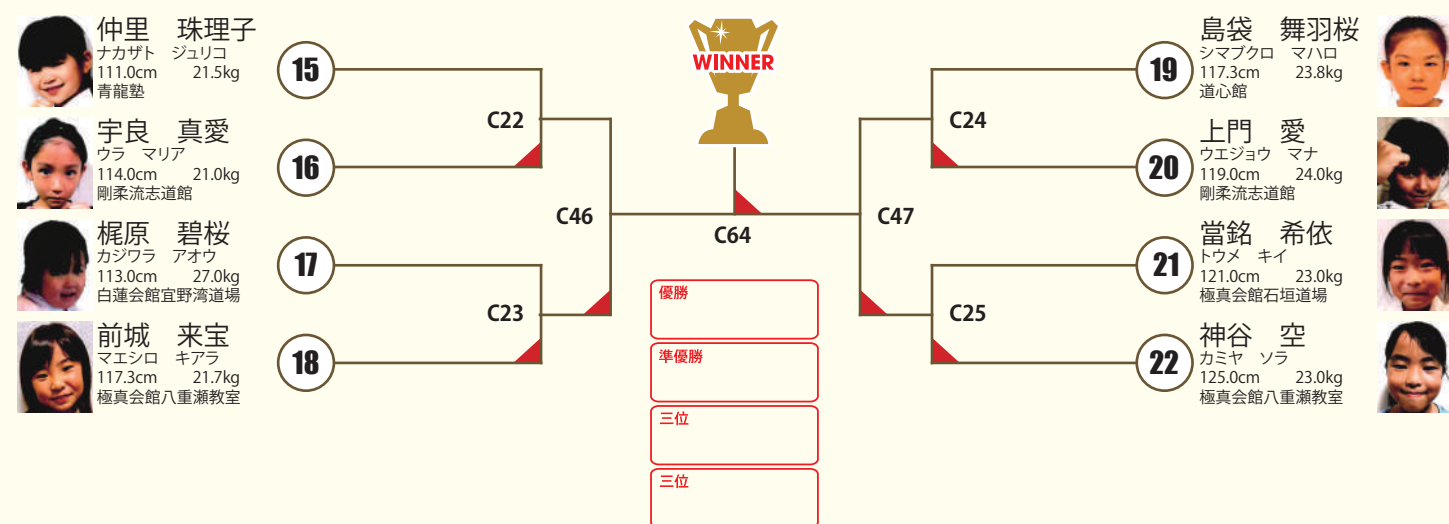 仲里　珠理子
ナカザト　ジュリコ
111.0cm　21.5kg
青龍塾
15
宇良　真愛
ウラ　マリア
114.0cm　21.0kg
剛柔流志道館
16
梶原　碧桜
カジワラ　アオウ
113.0cm　27.0kg
白蓮会館宜野湾道場
17
前城　来宝
マエシロ　キアラ
117.3cm　21.7kg
極真会館八重瀬教室
18
C22
C23
C46
WINNER
C64
優勝
準優勝
三位
三位
C47
C24
C25
19
島袋　舞羽桜
シマブクロ　マハロ
117.3cm　23.8kg
道心館
20
上門　愛
ウエジョウ　マナ
119.0cm　24.0kg
剛柔流志道館
21
當銘　希依
トウメ　キイ
121.0cm　23.0kg
極真会館石垣道場
22
神谷　空
カミヤ　ソラ
125.0cm　23.0kg
極真会館八重瀬教室